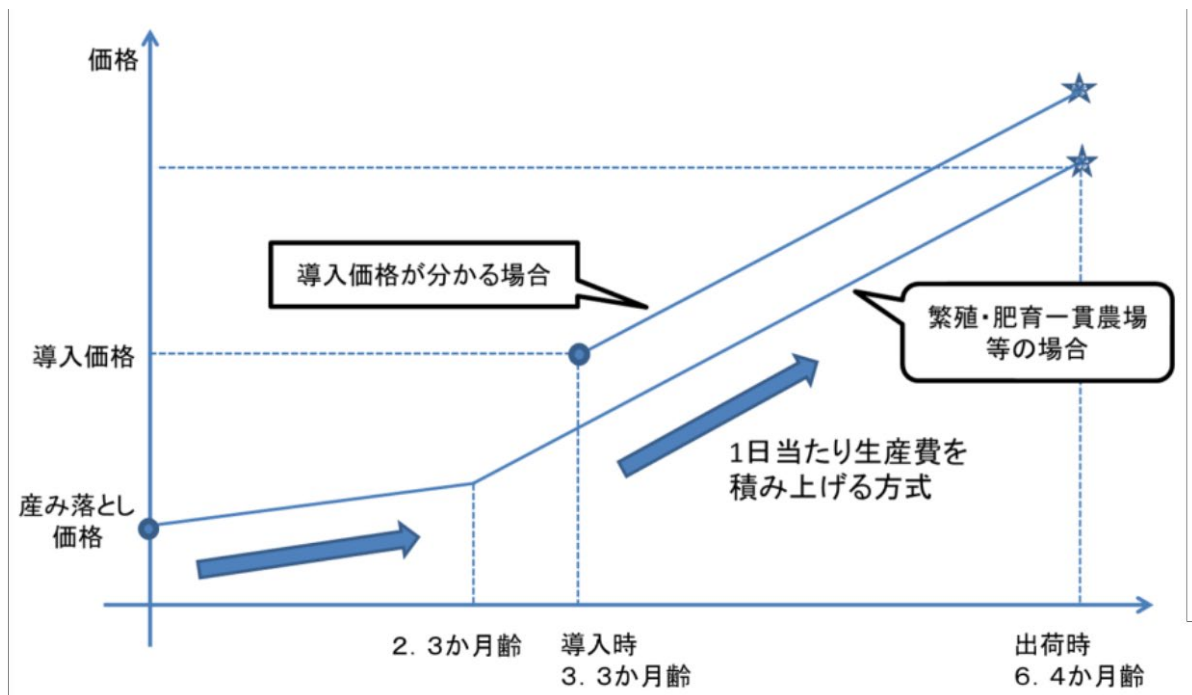 価格
導入価格が分かる場合
繁殖・肥育一貫農場
等の場合
導入価格
1日当たり生産費を
積み上げる方式
産み落とし
価格
2．3か月齢
導入時
3．3か月齢
出荷時
6．4か月齢